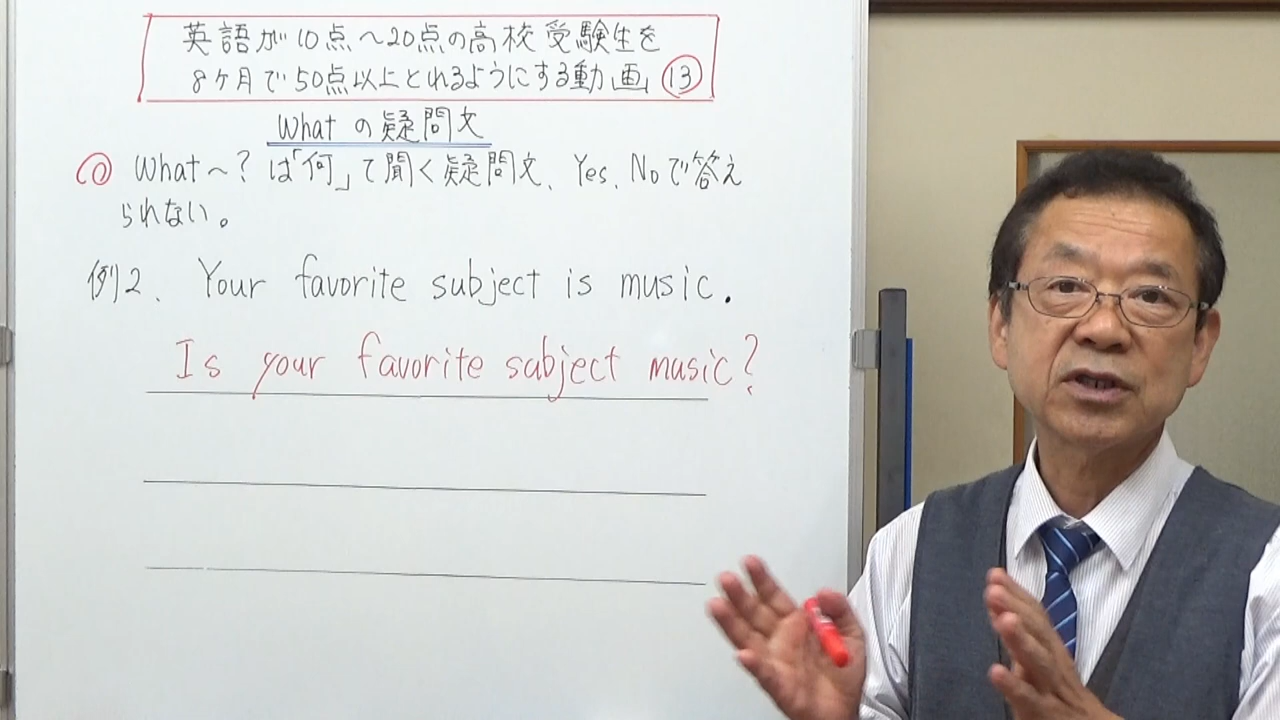 英語が10点～20点の高校受験生を
8ヶ月で50点以上とれるようにする動画」⑬
Whatの疑問文
◎ What～? は「何」て聞く疑問文、Yes、Noで答え
られない。
例2、 Your favorite subject is music.
Is your favorite subject music?